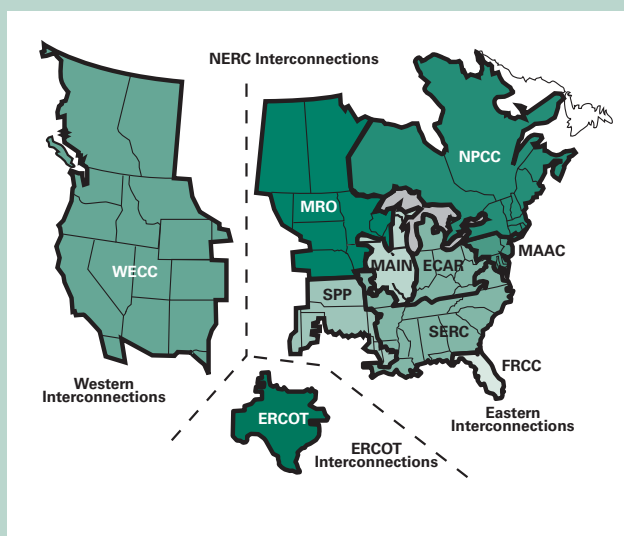 NERC Interconnections
NPCC
MRO
MAAC
WECC
MAIN
ECAR
SPP
SERC
FRCC
Western
Interconnections
Eastern
Interconnections
ERCOT
ERCOT
Interconnections